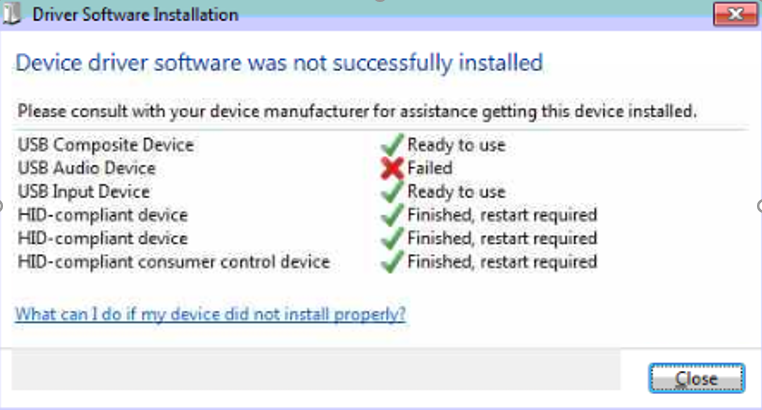 Driver Software Installation
Device driver software was not successfully installed
Please consult with your device manufacturer for assistance getting this device installed.
USB Composite Device Ready to use
USB Audio Device Failed
USB Input Device Ready to use
HID-compliant device Finished, restart required
HID-compliant device Finished, restart required
HID-compliant consumer control device Finished, restart required
What can I do if my device did not install properly?
Close